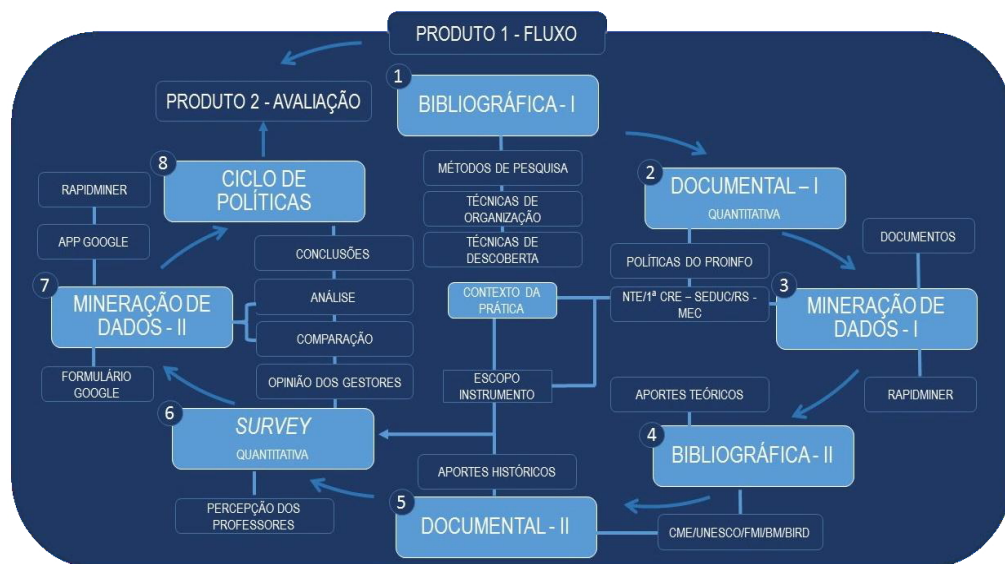 PRODUTO 1 - FLUXO
1
BIBLIOGRÁFICA - I
MÉTODOS DE PESQUISA
TÉCNICAS DE
ORGANIZAÇÃO
TÉCNICAS DE
DESCOBERTA
2
DOCUMENTAL – I
QUANTITATIVA
POLÍTICAS DO PROINFO
NTE/1ª CRE – SEDUC/RS -
MEC
DOCUMENTOS
3
MINERAÇÃO DE
DADOS - I
RAPIDMINER
APORTES TEÓRICOS
4
BIBLIOGRÁFICA - II
CME/UNESCO/FMI/BM/BIRD
CONTEXTO DA
PRÁTICA
ESCOPO
INSTRUMENTO
APORTES HISTÓRICOS
5
DOCUMENTAL - II
OPINIÃO DOS GESTORES
6
SURVEY
QUANTITATIVA
PERCEPÇÃO DOS
PROFESSORES
RAPIDMINER
APP GOOGLE
7
MINERAÇÃO DE
DADOS - II
FORMULÁRIO
GOOGLE
PRODUTO 2 - AVALIAÇÃO
8
CICLO DE
POLÍTICAS
CONCLUSÕES
ANÁLISE
COMPARAÇÃO